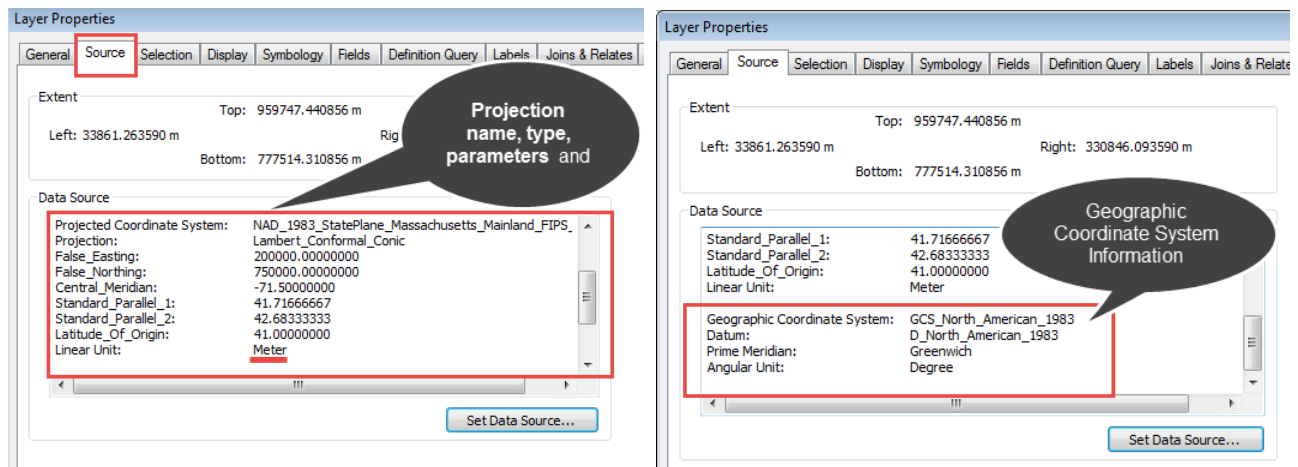 Layer Properties
General Source Selection Display Symbology Fields Definition Query Labels Joins & Relates
Extent
Top: 959747.440856 m
Left: 33861.263590 m Rig
Bottom: 777514.310856 m
Projection
name, type,
parameters and
Data Source
Projected Coordinate System: NAD_1983_StatePlane_Massachusetts_Mainland_FIPS_
Projection: Lambert_Conformal_Conic
False_Easting: 200000.00000000
False_Northing: 750000.00000000
Central_Meridian: -71.50000000
Standard_Parallel_1: 41.71666667
Standard_Parallel_2: 42.68333333
Latitude_Of_Origin: 41.00000000
Linear Unit: Meter
Set Data Source...
Layer Properties
General Source Selection Display Symbology Fields Definition Query Labels Joins & Relate
Extent
Top: 959747.440856 m
Left: 33861.263590 m Right: 330846.093590 m
Bottom: 777514.310856 m
Geographic
Coordinate System
Information
Data Source
Standard_Parallel_1: 41.71666667
Standard_Parallel_2: 42.68333333
Latitude_Of_Origin: 41.00000000
Linear Unit: Meter
Geographic Coordinate System: GCS_North_American_1983
Datum: D_North_American_1983
Prime Meridian: Greenwich
Angular Unit: Degree
Set Data Source...